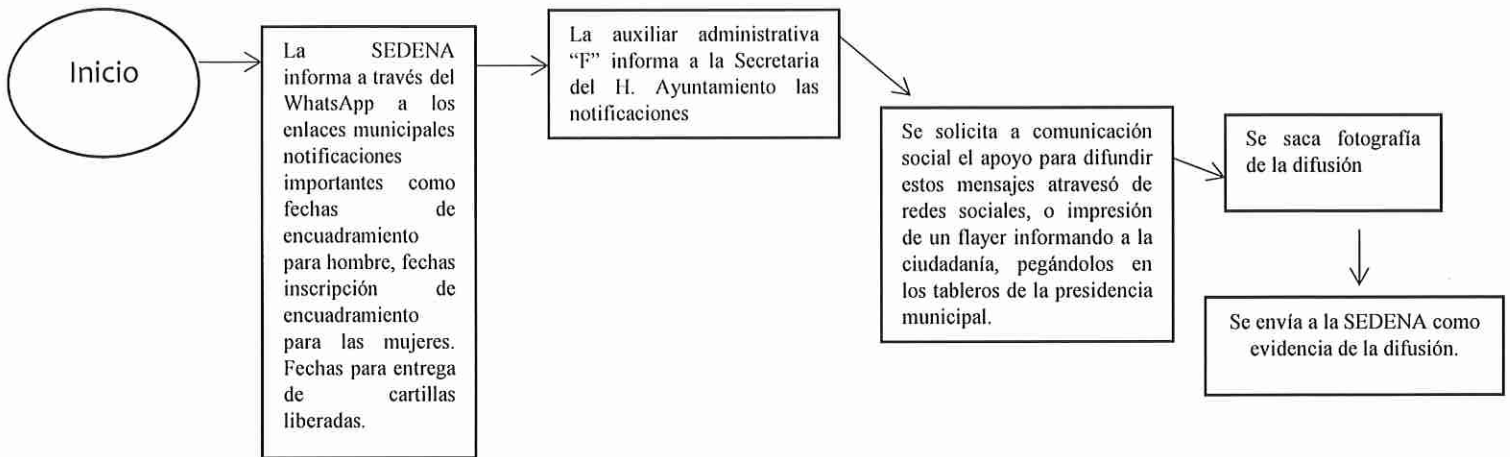 Inicio
La SEDENA
informa a través del
WhatsApp a los
enlaces municipales
notificaciones
importantes como
fechas de
encuadramiento
para hombre, fechas
inscripción de
encuadramiento
para las mujeres.
Fechas para entrega
de cartillas
liberadas.
La auxiliar administrativa
“F” informa a la Secretaria
del H. Ayuntamiento las
notificaciones
Se solicita a comunicación
social el apoyo para difundir
estos mensajes atravesó de
redes sociales, o impresión
de un flayer informando a la
ciudadanía, pegándolos en
los tableros de la presidencia
municipal.
Se saca fotografía
de la difusión
Se envía a la SEDENA como
evidencia de la difusión.